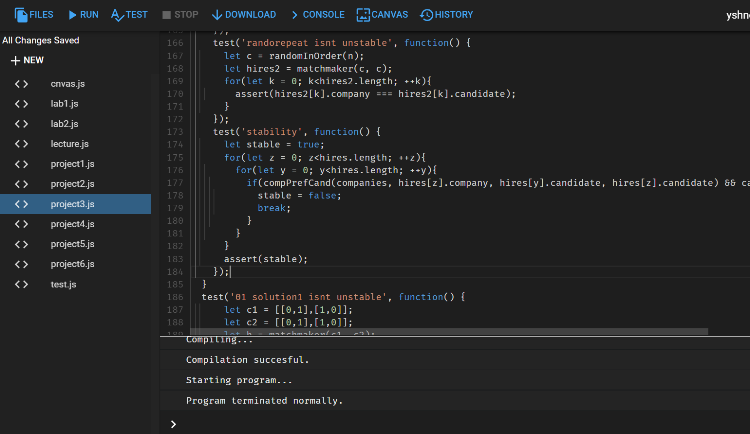 FILES RUN TEST STOP DOWNLOAD CONSOLE CANVAS HISTORY yshn
All Changes Saved
NEW
cnvas.js
lab1.js
lab2.js
lecture.js
project1.js
project2.js
project3.js
project4.js
project5.js
project6.js
test.js
166 test('randorepeat isnt unstable', function() {
167 let c = randomInOrder(n);
168 let hires2 = matchmaker(c, c);
169 for(let k = 0; k<hires2.length; ++k){
170 assert(hires2[k].company === hires2[k].candidate);
171 }
172 });
173 test('stability', function() {
174 let stable = true;
175 for(let z = 0; z<hires.length; ++z){
176 for(let y = 0; y<hires.length; ++y){
177 if(compPrefCand(companies, hires[z].company, hires[y].candidate, hires[z].candidate) && ca
178 stable = false;
179 break;
180 }
181 }
182 }
183 assert(stable);
184 });
185 }
186 test('01 solution1 isnt unstable', function() {
187 let c1 = [[0,1],[1,0]];
188 let c2 = [[0,1],[1,0]];
189 let h = matchmaker(c1, c2);
Compiling...
Compilation succesful.
Starting program...
Program terminated normally.